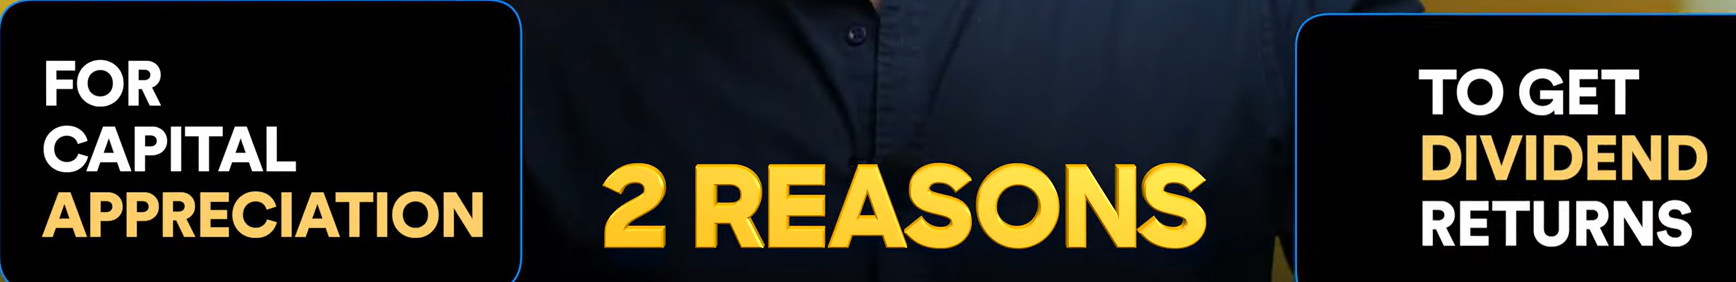 FOR
CAPITAL
APPRECIATION
2 REASONS
TO GET
DIVIDEND
RETURNS